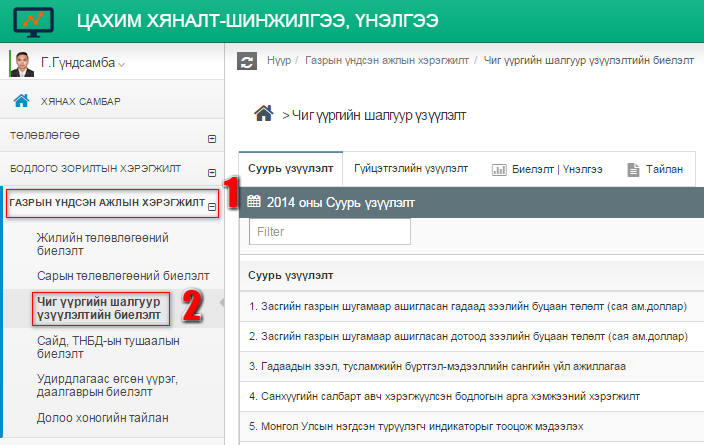 ЦАХИМ ХЯНАЛТ-ШИНЖИЛГЭЭ, ҮНЭЛГЭЭ
Г.Гүндсамба
Нүүр / Газрын үндсэн ажлын хэрэгжилт / Чиг үүргийн шалгуур үзүүлэлтийн биелэлт
ХЯНАХ САМБАР
> Чиг үүргийн шалгуур үзүүлэлт
ТӨЛӨВЛӨГӨӨ
БОДЛОГО ЗОРИЛТЫН ХЭРЭГЖИЛТ
ГАЗРЫН ҮНДСЭН АЖЛЫН ХЭРЭГЖИЛТ
1
Жилийн төлөвлөгөөний
биелэлт
Сарын төлөвлөгөөний биелэлт
Чиг үүргийн шалгуур
үзүүлэлтийн биелэлт
2
Сайд, ТНБД-ын тушаалын
биелэлт
Удирдлагаас өгсөн үүрэг,
даалгаврын биелэлт
Долоо хоногийн тайлан
Суурь үзүүлэлт
Гүйцэтгэлийн үзүүлэлт
Биелэлт | Үнэлгээ
Тайлан
2014 оны Суурь үзүүлэлт
Filter
Суурь үзүүлэлт
1. Засгийн газрын шугамаар ашигласан гадаад зээлийн буцаан төлөлт (сая ам.доллар)
2. Засгийн газрын шугамаар ашигласан дотоод зээлийн буцаан төлөлт (сая ам.доллар)
3. Гадаадын зээл, тусламжийн бүртгэл-мэдээллийн сангийн үйл ажиллагаа
4. Санхүүгийн салбарт авч хэрэгжүүлсэн бодлогын арга хэмжээний хэрэгжилт
5. Монгол Улсын нэгдсэн түрүүлэгч индикаторыг тооцож мэдээлэх